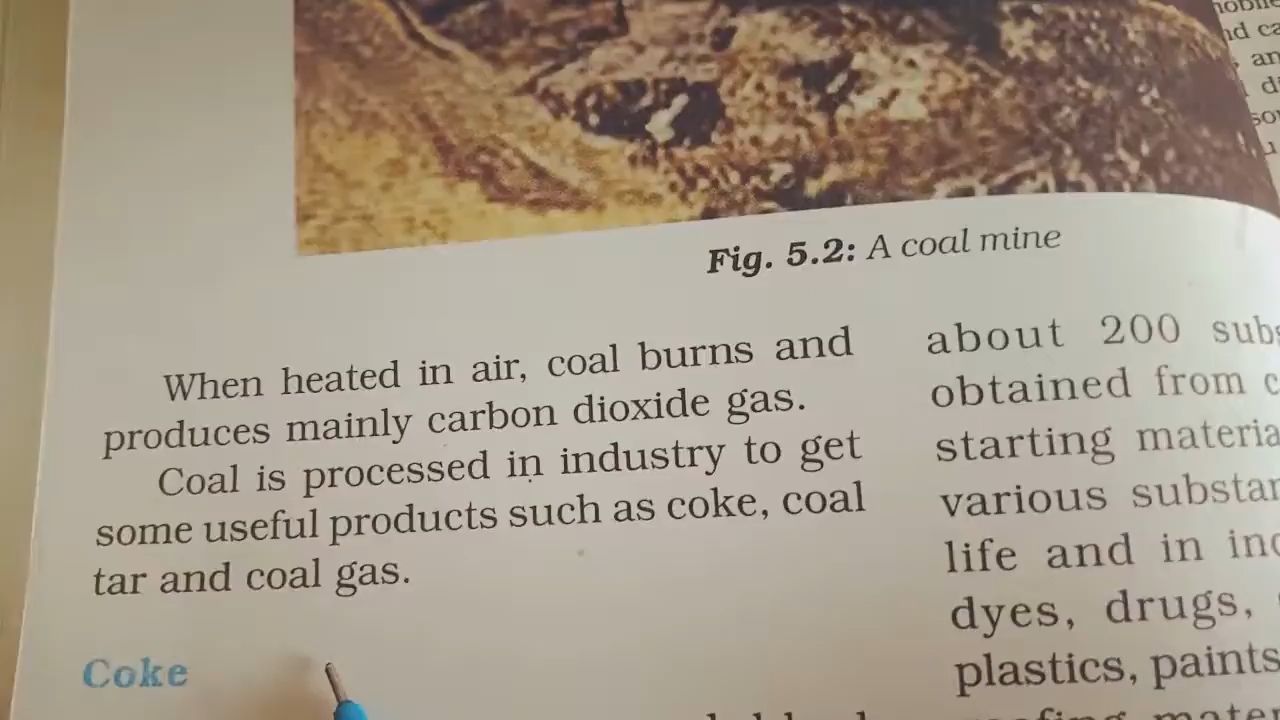 Fig. 5.2: A coal mine
When heated in air, coal burns and
produces mainly carbon dioxide gas.
Coal is processed in industry to get
some useful products such as coke, coal
tar and coal gas.
Coke
about 200
obtained from
starting
various
life and in
dyes, drugs,
plastics, paints